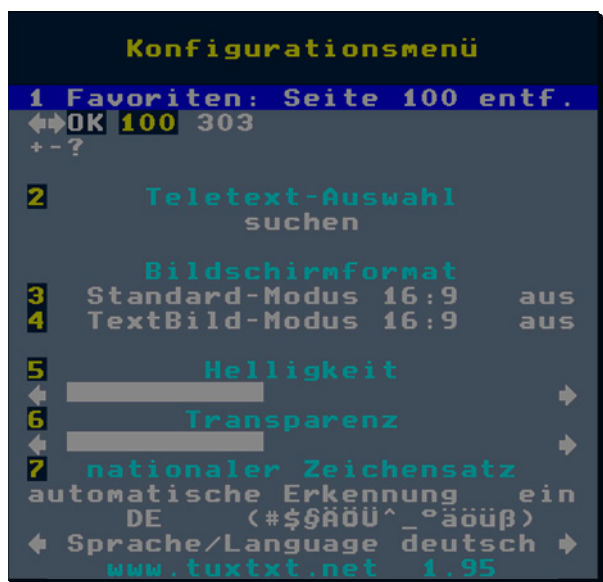 Konfigurationsmenü
1 Favoriten: Seite 100 entf.
OK 100 303
+-?
2 Teletext-Auswahl
suchen
Bildschirmformat
3 Standard-Modus 16:9 aus
4 TextBild-Modus 16:9 aus
5 Helligkeit
6 Transparenz
7 nationaler Zeichensatz
automatische Erkennung ein
DE (#$§ÄÖÜ^_°äöüß)
Sprache/Language deutsch
www.tuxtxt.net 1.95